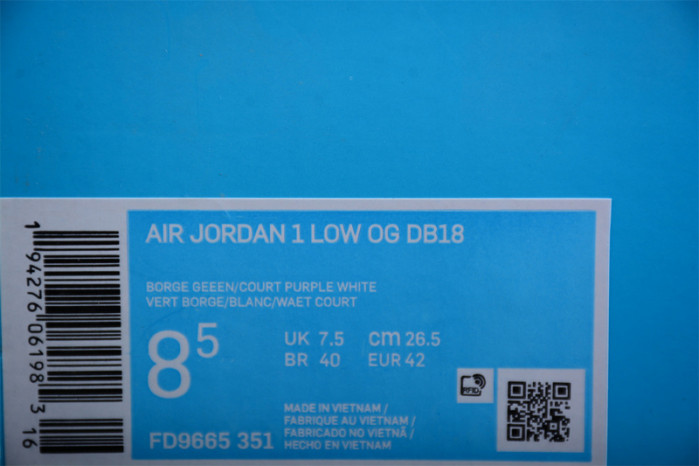 AIR JORDAN 1 LOW OG DB18
BORGE GEEEN/COURT PURPLE WHITE
VERT BORGE/BLANC/WAET COURT
8 5
UK 7.5 cm 26.5
BR 40 EUR 42
FD9665 351
MADE IN VIETNAM /
FABRIQUE AU VIETNAM /
FABRICADO NO VIETNÃ /
HECHO EN VIETNAM
RFID
1 94276 06198 3 16